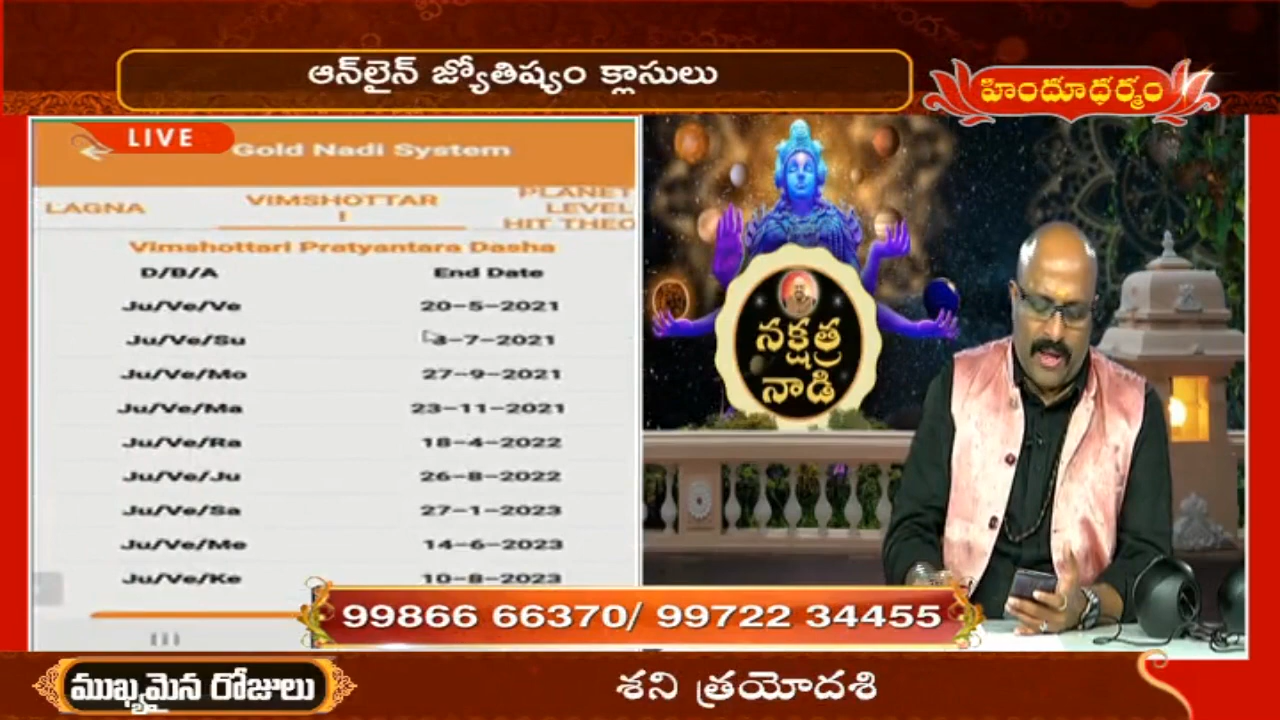 ఆన్‌లైన్ జ్యోతిష్యం క్లాసులు
హిందూధర్మం
LIVE
Gold Nadi System
LAGNA
VIMSHOTTAR
I
PLANET
LEVEL
HIT THEO
Vimshottari Pratyantara Dasha
D/B/A End Date
Ju/Ve/Ve 20-5-2021
Ju/Ve/Su 3-7-2021
Ju/Ve/Mo 27-9-2021
Ju/Ve/Ma 23-11-2021
Ju/Ve/Ra 18-4-2022
Ju/Ve/Ju 26-8-2022
Ju/Ve/Sa 27-1-2023
Ju/Ve/Me 14-6-2023
Ju/Ve/Ke 10-8-2023
నక్షత్ర
నాడి
99866 66370/ 99722 34455
ముఖ్యమైన రోజులు
శని త్రయోదశి